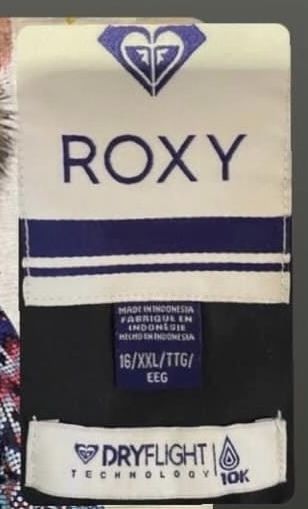 ROXY
MADE IN INDONESIA
FABRIQUÉ EN
INDONÉSIE
HECHO EN INDONESIA
16/XXL/TTG/
EEG
DRYFLIGHT
TECHNOLOGY
10K